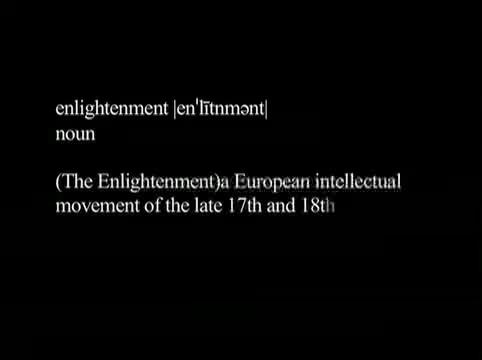 enlightenment |enˈlītnmənt|
noun
(The Enlightenment)a European intellectual
movement of the late 17th and 18th